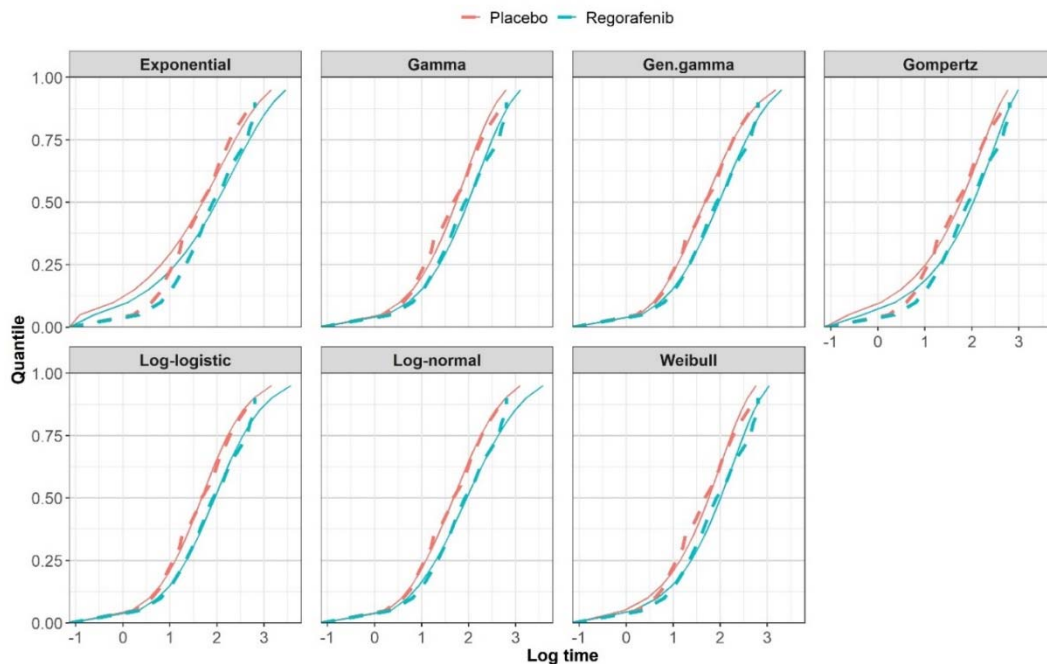 Placebo Regorafenib
Exponential Gamma Gen.gamma Gompertz
1.00
0.75
0.50
0.25
0.00
-1 0 1 2 3
Log-logistic Log-normal Weibull
1.00
0.75
0.50
0.25
0.00
-1 0 1 2 3 -1 0 1 2 3 -1 0 1 2 3
Quantile
Log time